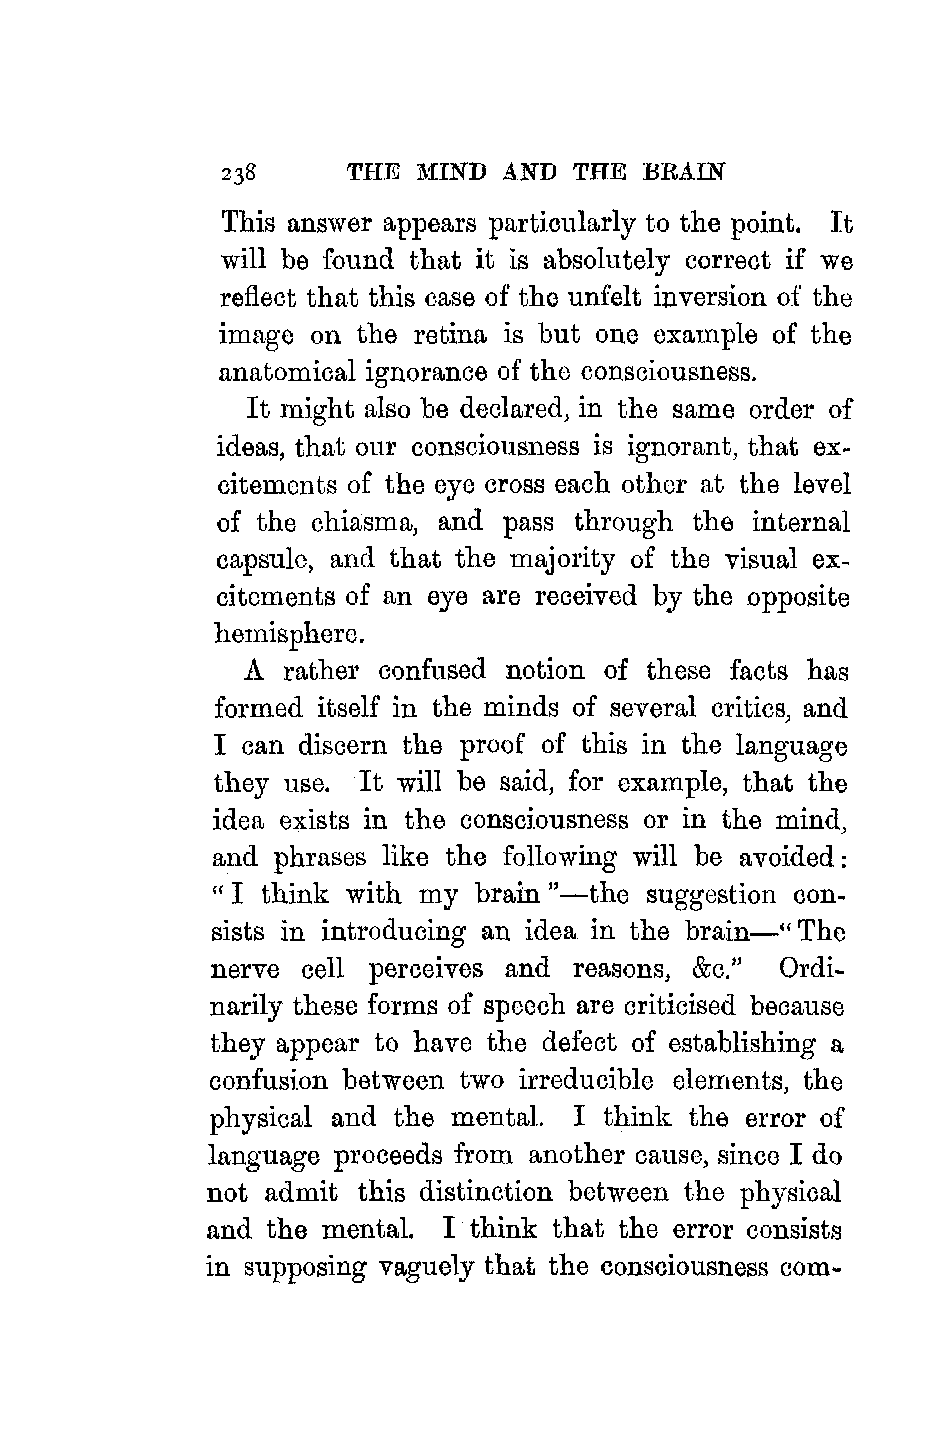 238 THE MIND AND THE BRAIN
This answer appears particularly to the point. It
will be found that it is absolutely correct if we
reflect that this case of the unfelt inversion of the
image on the retina is but one example of the
anatomical ignorance of the consciousness.
It might also be declared, in the same order of
ideas, that our consciousness is ignorant, that ex-
citements of the eye cross each other at the level
of the chiasma, and pass through the internal
capsule, and that the majority of the visual ex-
citements of an eye are received by the opposite
hemisphere.
A rather confused notion of these facts has
formed itself in the minds of several critics, and
I can discern the proof of this in the language
they use. It will be said, for example, that the
idea exists in the consciousness or in the mind,
and phrases like the following will be avoided:
“I think with my brain”—the suggestion con-
sists in introducing an idea in the brain—“The
nerve cell perceives and reasons, &c.” Ordi-
narily these forms of speech are criticised because
they appear to have the defect of establishing a
confusion between two irreducible elements, the
physical and the mental. I think the error of
language proceeds from another cause, since I do
not admit this distinction between the physical
and the mental. I think that the error consists
in supposing vaguely that the consciousness com-